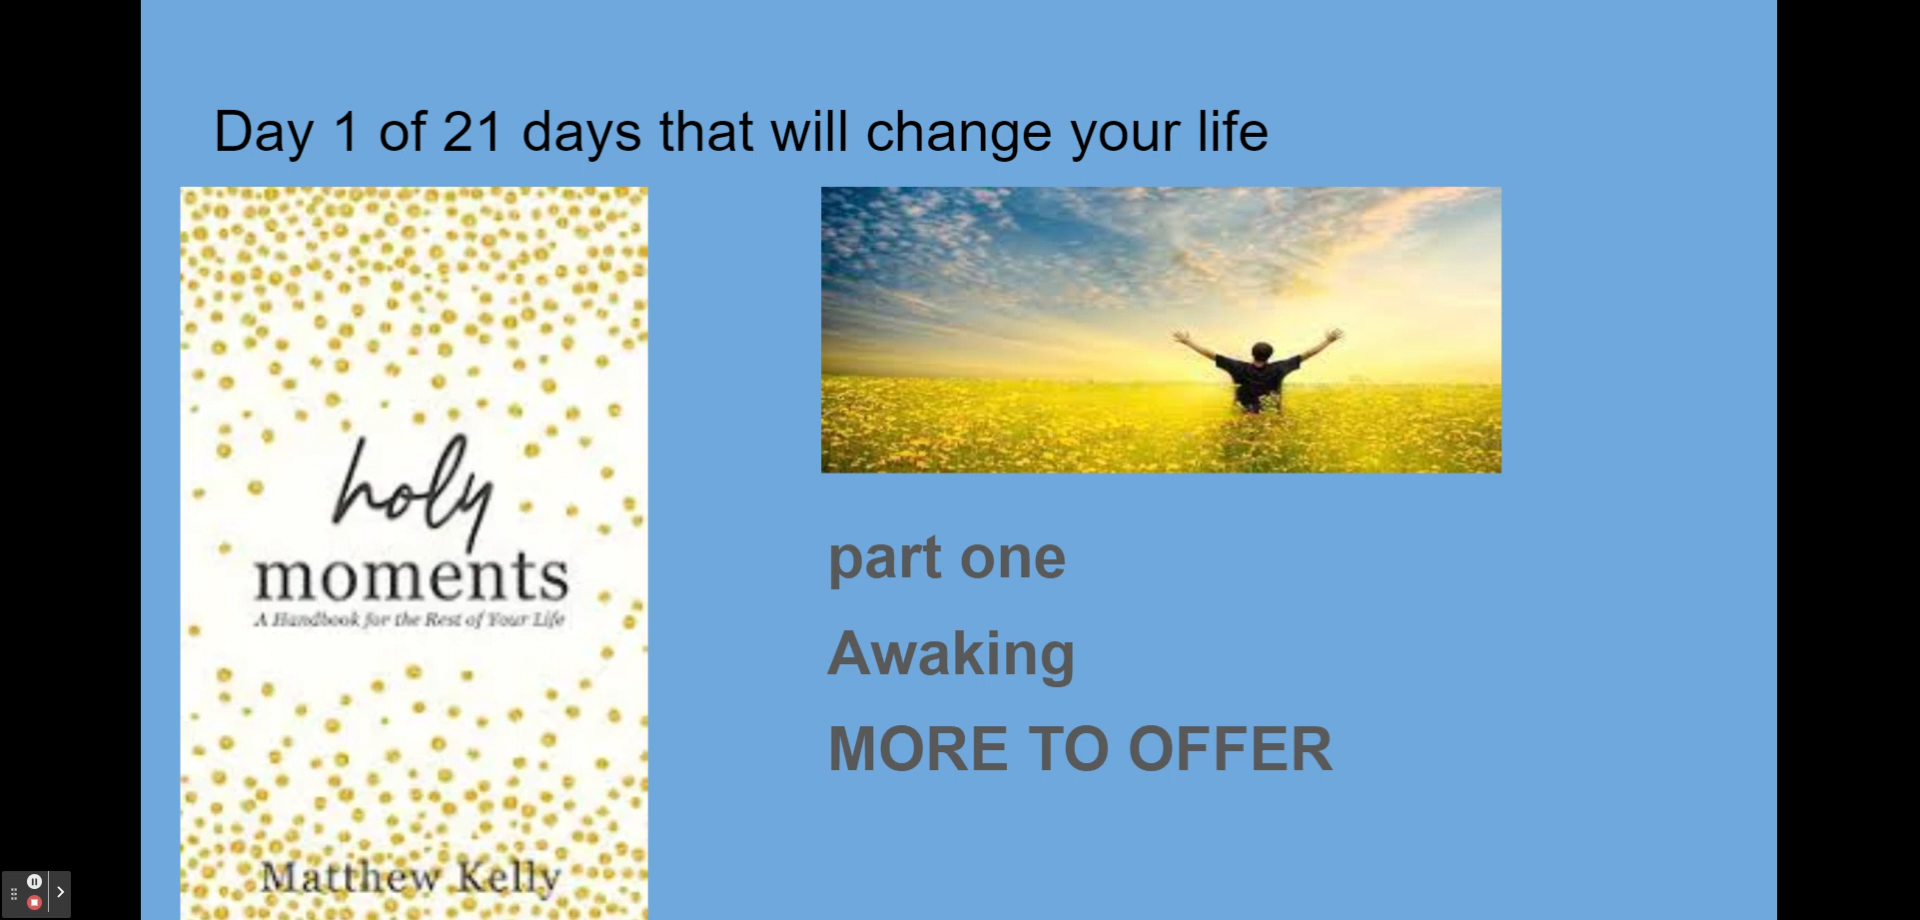 Day 1 of 21 days that will change your life
holy
moments
A Handbook for the Rest of Your Life
Matthew Kelly
part one
Awaking
MORE TO OFFER